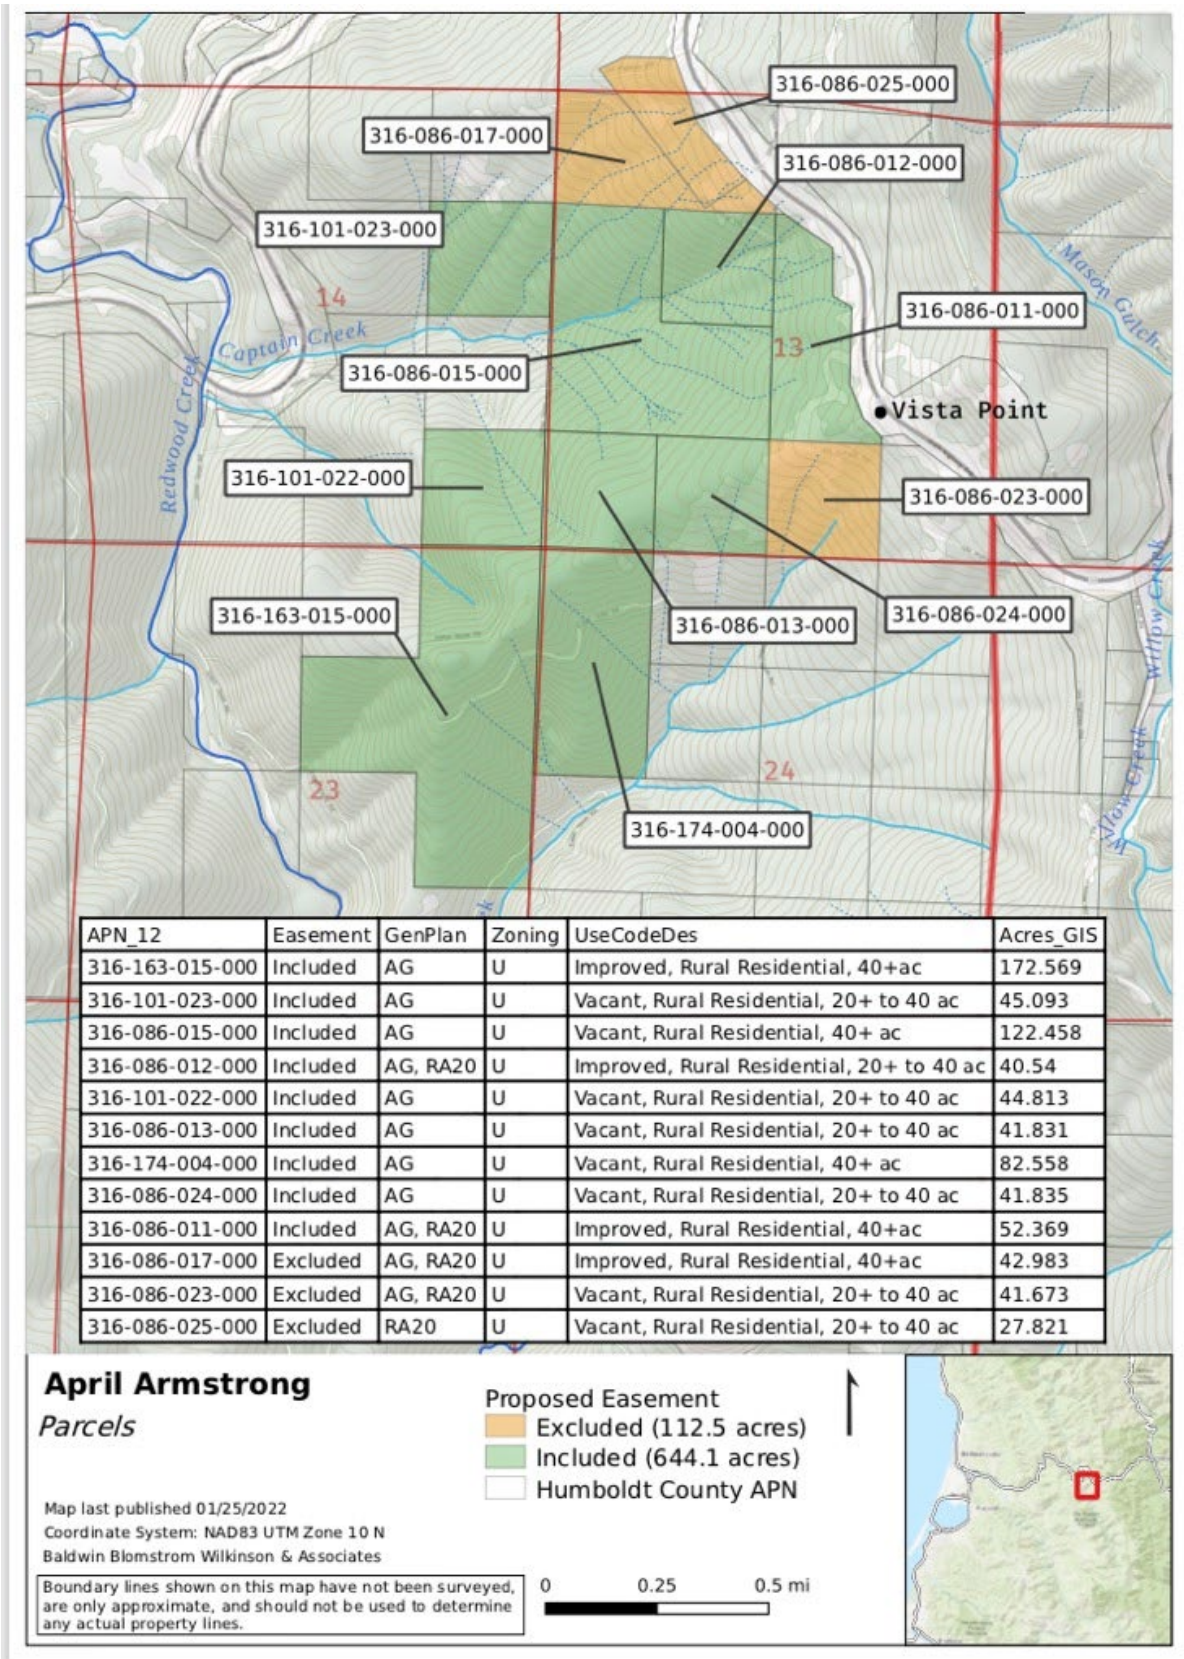 316-086-025-000
316-086-017-000
316-086-012-000
316-101-023-000
Mason Gulch
14
316-086-011-000
Captain Creek
13
316-086-015-000
Redwood Creek
Vista Point
316-101-022-000
316-086-023-000
316-163-015-000
316-086-013-000
316-086-024-000
Willow Creek
23
24
Willow Creek
316-174-004-000
APN_12 Easement GenPlan Zoning UseCodeDes Acres_GIS
316-163-015-000 Included AG U Improved, Rural Residential, 40+ac 172.569
316-101-023-000 Included AG U Vacant, Rural Residential, 20+ to 40 ac 45.093
316-086-015-000 Included AG U Vacant, Rural Residential, 40+ ac 122.458
316-086-012-000 Included AG, RA20 U Improved, Rural Residential, 20+ to 40 ac 40.54
316-101-022-000 Included AG U Vacant, Rural Residential, 20+ to 40 ac 44.813
316-086-013-000 Included AG U Vacant, Rural Residential, 20+ to 40 ac 41.831
316-174-004-000 Included AG U Vacant, Rural Residential, 40+ ac 82.558
316-086-024-000 Included AG U Vacant, Rural Residential, 20+ to 40 ac 41.835
316-086-011-000 Included AG, RA20 U Improved, Rural Residential, 40+ac 52.369
316-086-017-000 Excluded AG, RA20 U Improved, Rural Residential, 40+ac 42.983
316-086-023-000 Excluded AG, RA20 U Vacant, Rural Residential, 20+ to 40 ac 41.673
316-086-025-000 Excluded RA20 U Vacant, Rural Residential, 20+ to 40 ac 27.821
April Armstrong
Parcels
Proposed Easement
Excluded (112.5 acres)
Included (644.1 acres)
Humboldt County APN
Map last published 01/25/2022
Coordinate System: NAD83 UTM Zone 10 N
Baldwin Blomstrom Wilkinson & Associates
Boundary lines shown on this map have not been surveyed,
are only approximate, and should not be used to determine
any actual property lines.
0 0.25 0.5 mi